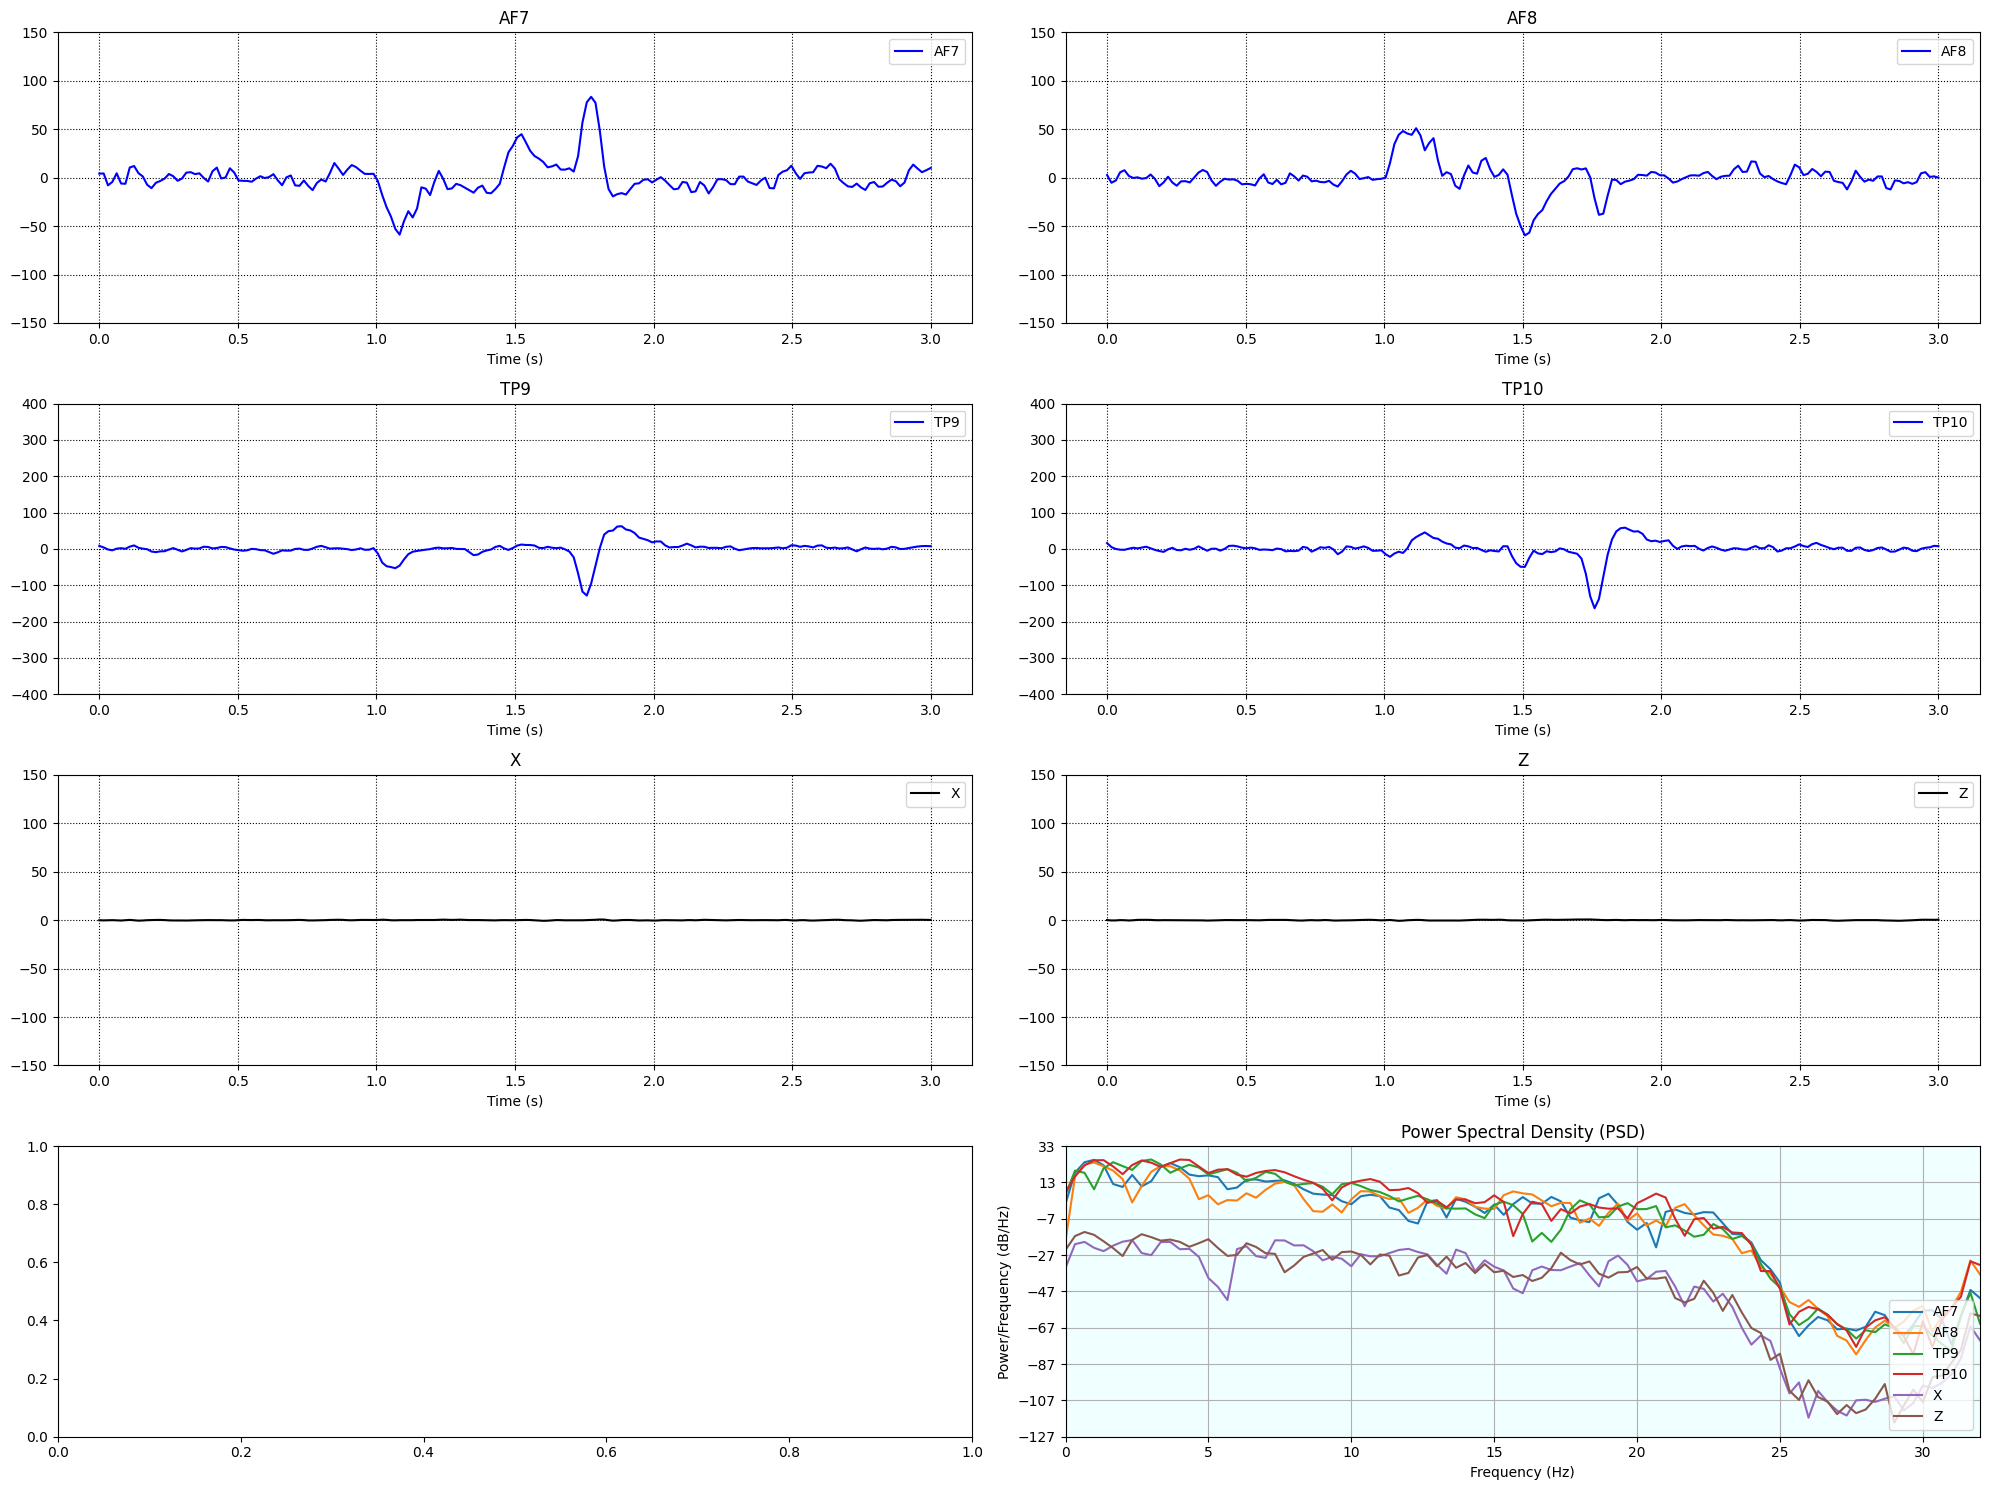 AF7
150
100
50
0
−50
−100
−150
AF7
0.0 0.5 1.0 1.5 2.0 2.5 3.0
Time (s)
AF8
150
100
50
0
−50
−100
−150
AF8
0.0 0.5 1.0 1.5 2.0 2.5 3.0
Time (s)
TP9
400
300
200
100
0
−100
−200
−300
−400
TP9
0.0 0.5 1.0 1.5 2.0 2.5 3.0
Time (s)
TP10
400
300
200
100
0
−100
−200
−300
−400
TP10
0.0 0.5 1.0 1.5 2.0 2.5 3.0
Time (s)
X
150
100
50
0
−50
−100
−150
X
0.0 0.5 1.0 1.5 2.0 2.5 3.0
Time (s)
Z
150
100
50
0
−50
−100
−150
Z
0.0 0.5 1.0 1.5 2.0 2.5 3.0
Time (s)
1.0
0.8
0.6
0.4
0.2
0.0
0.0 0.2 0.4 0.6 0.8 1.0
Power Spectral Density (PSD)
Power/Frequency (dB/Hz)
33
13
−7
−27
−47
−67
−87
−107
−127
AF7
AF8
TP9
TP10
X
Z
0 5 10 15 20 25 30
Frequency (Hz)